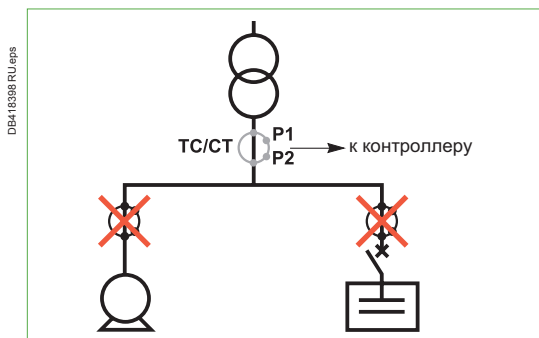 DB418398 RU.eps
TC/CT
P1
P2
к контроллеру